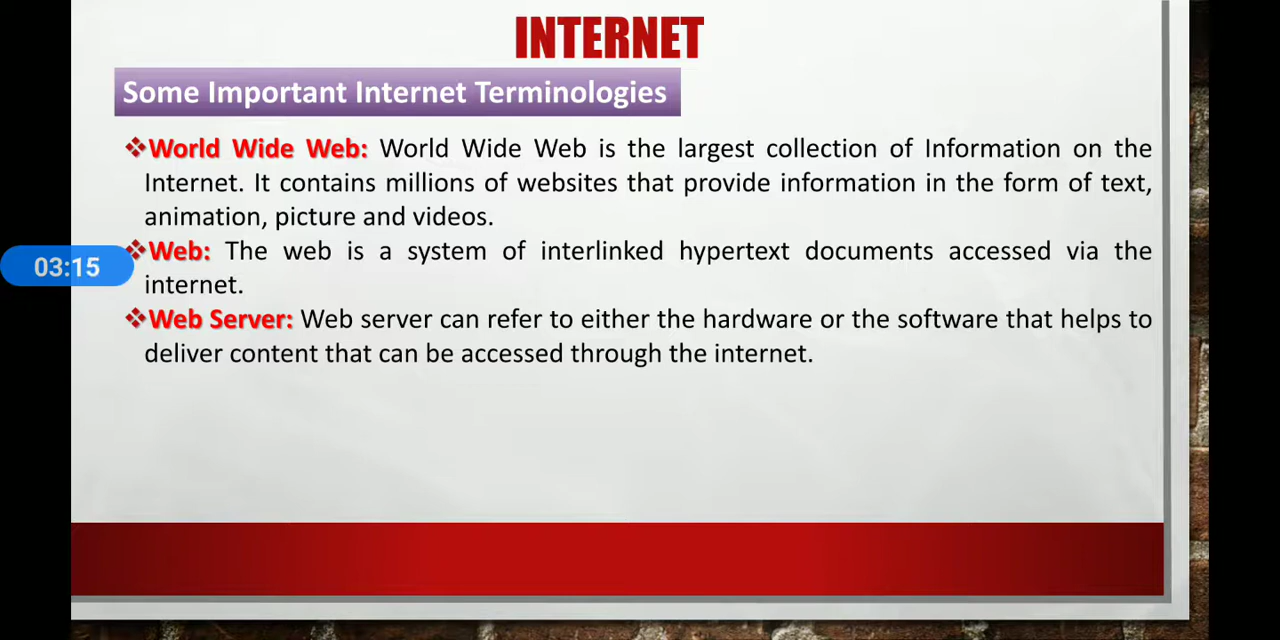 INTERNET
Some Important Internet Terminologies
World Wide Web: World Wide Web is the largest collection of Information on the
Internet. It contains millions of websites that provide information in the form of text,
animation, picture and videos.
Web: The web is a system of interlinked hypertext documents accessed via the
03:15
internet.
Web Server: Web server can refer to either the hardware or the software that helps to
deliver content that can be accessed through the internet.